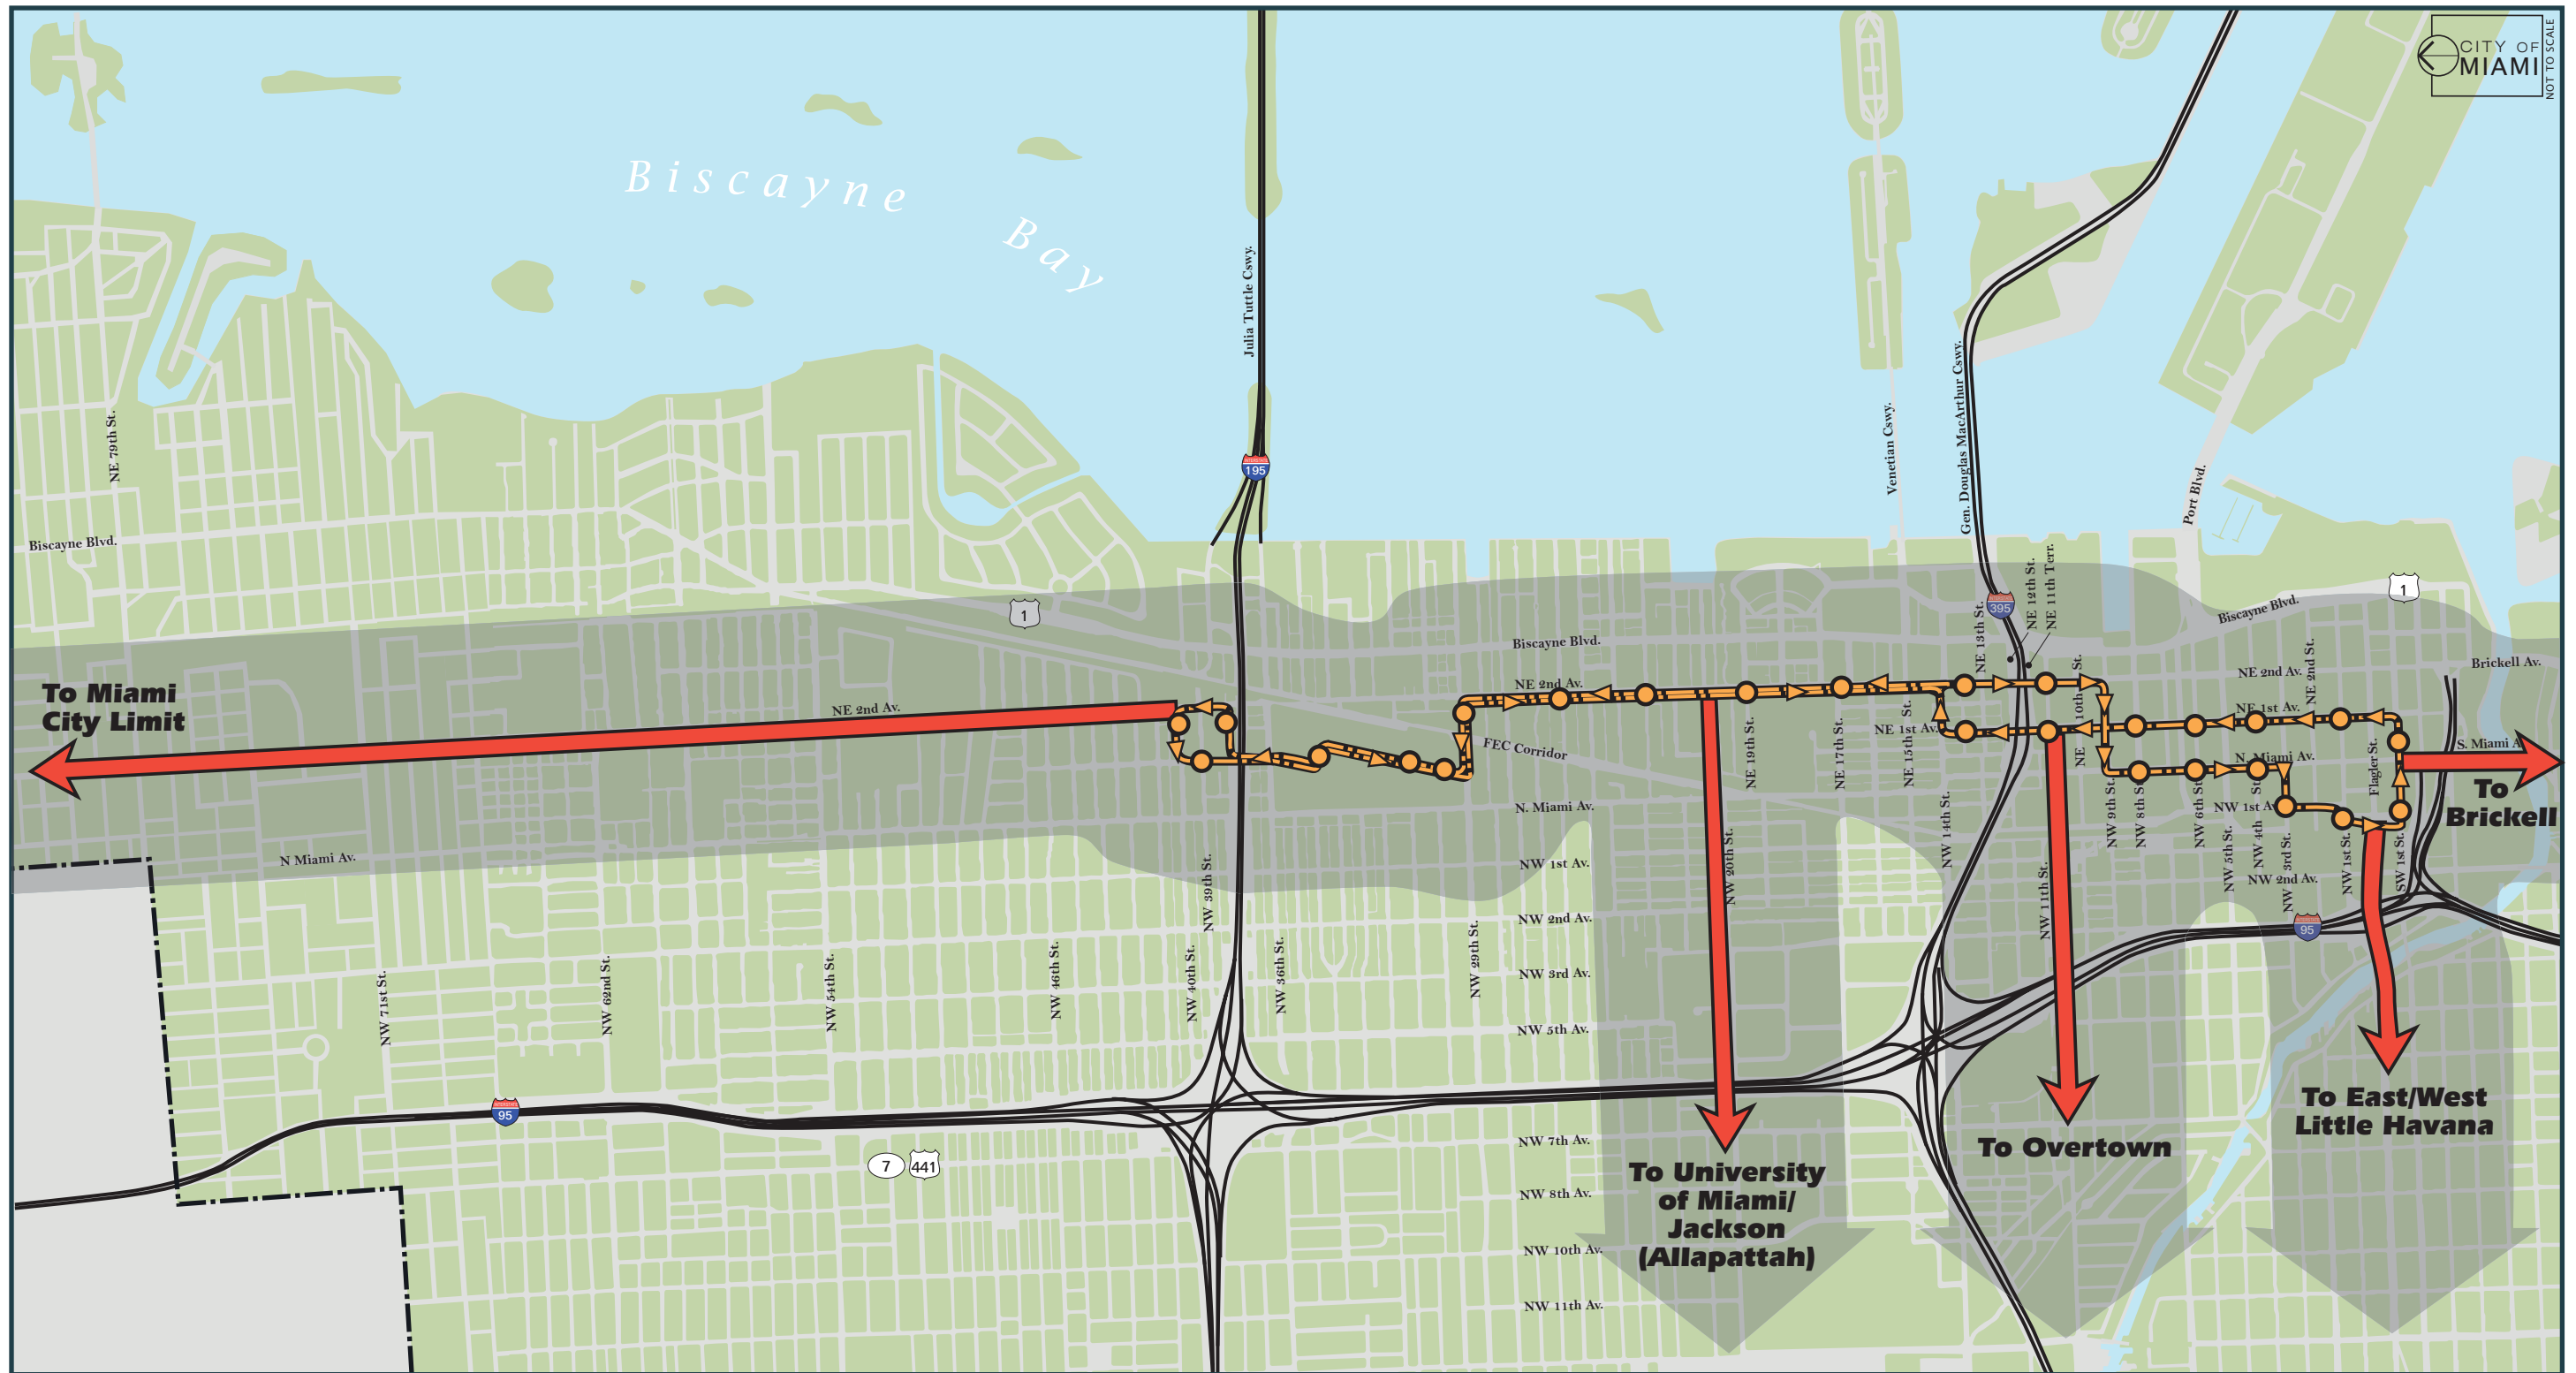 CITY OF
MIAMI
NOT TO SCALE
Biscayne
Bay
Julia Tuttle Cswy.
Gen. Douglas MacArthur Cswy.
Venetian Cswy.
Port Blvd.
NE 79th St.
195
Biscayne Blvd.
1
395
NE 12th St.
NE 11th Terr.
NE 13th St.
Biscayne Blvd.
1
Biscayne Blvd.
To Miami
City Limit
NE 2nd Av.
NE 2nd Av.
NE 2nd Av.
NE 2nd St.
Brickell Av.
NE 1st Av.
NE 1st Av.
NE 10th St.
FEC Corridor
NE 19th St.
NE 17th St.
NE 15th St.
N. Miami Av.
Flagler St.
S. Miami A
To
Brickell
N Miami Av.
N. Miami Av.
NW 1st Av
NW 14th St.
NW 9th St.
NW 8th St.
NW 6th St.
NW 5th St.
NW 4th St.
NW 3rd St.
NW 1st St.
SW 1st St.
NW 39th St.
NW 1st Av.
NW 20th St.
NW 11th St.
NW 2nd Av.
NW 2nd Av.
95
NW 71st St.
NW 62nd St.
NW 54th St.
NW 46th St.
NW 40th St.
NW 36th St.
NW 29th St.
NW 3rd Av.
NW 5th Av.
95
7
441
NW 7th Av.
NW 8th Av.
NW 10th Av.
NW 11th Av.
To University
of Miami/
Jackson
(Allapattah)
To Overtown
To East/West
Little Havana